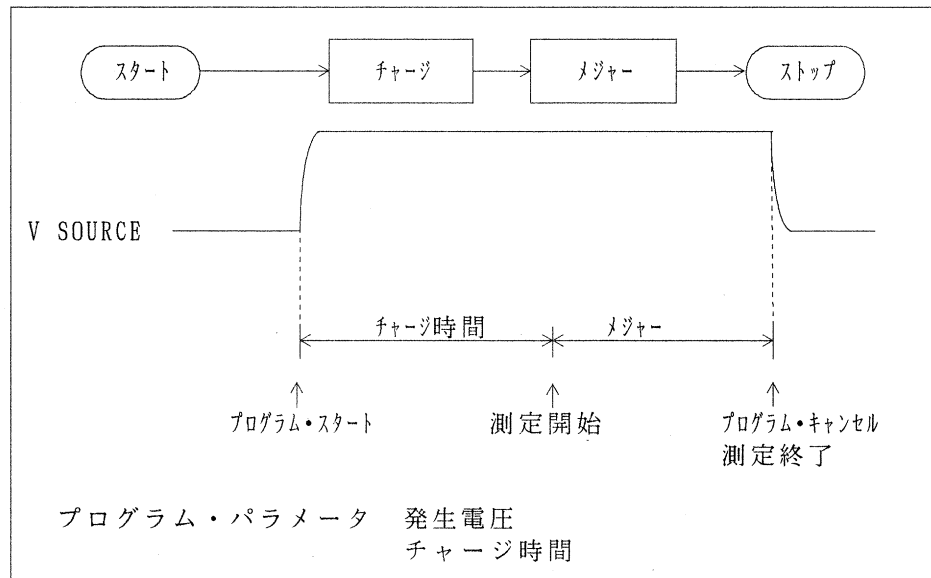 スタート チャージ メジャー ストップ
V SOURCE
チャージ時間 メジャー
プログラム・スタート 測定開始 プログラム・キャンセル
測定終了
プログラム・パラメータ 発生電圧
チャージ時間